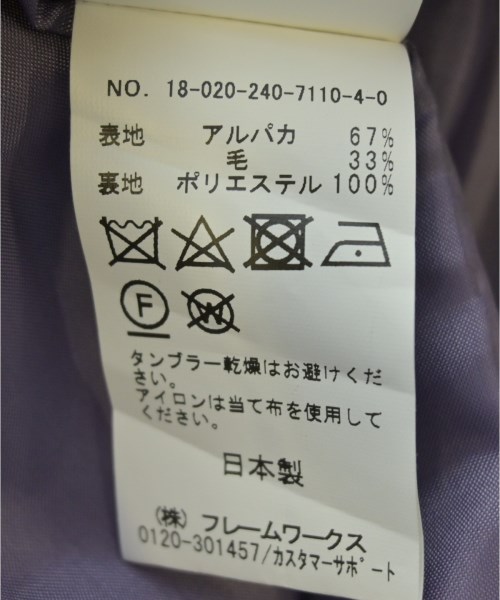 NO. 18-020-240-7110-4-0
表地 アルパカ 67%
毛 33%
裏地 ポリエステル 100%
F W
タンブラー乾燥はお避けくだ
さい。
アイロンは当て布を使用して
ください。
日本製
(株) フレームワークス
0120-301457/カスタマーサポート